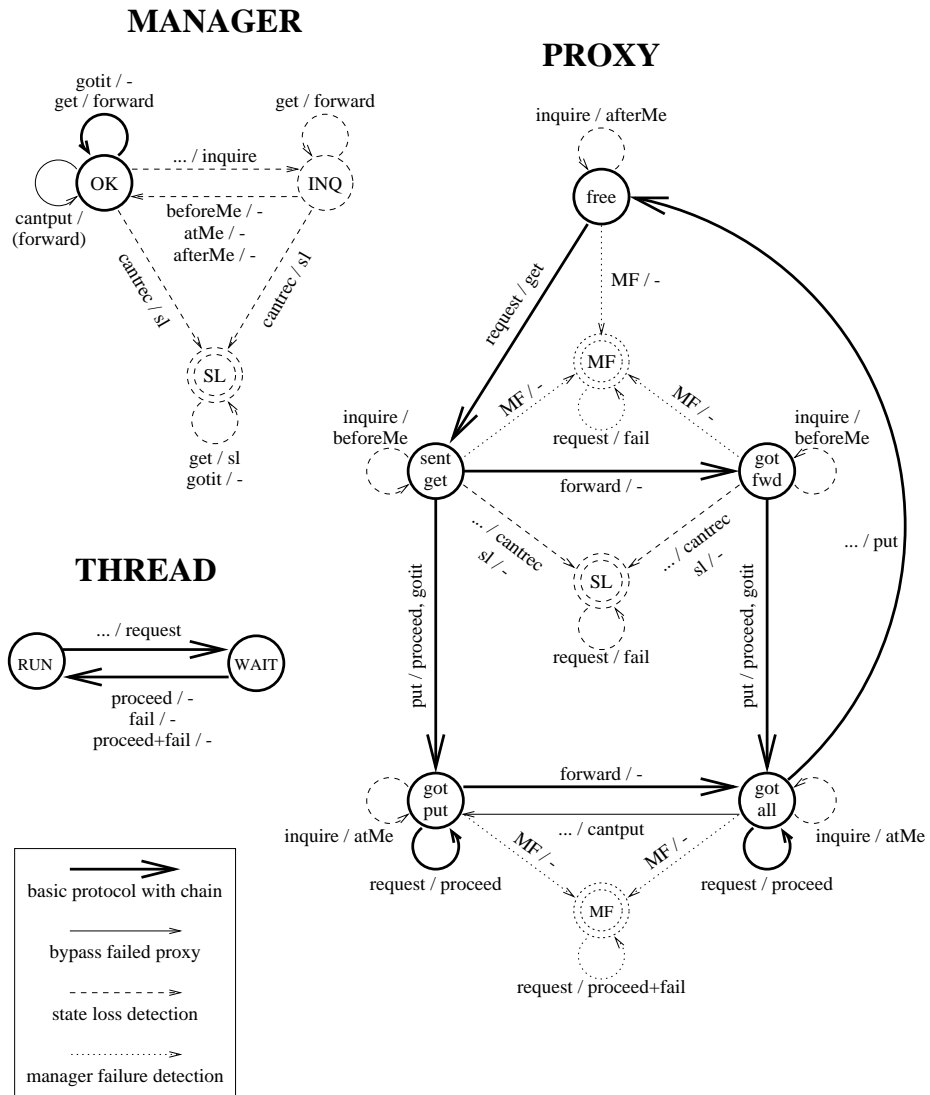 MANAGER
gotit / -
get / forward
get / forward
... / inquire
OK
INQ
cantput /
(forward)
beforeMe / -
atMe / -
afterMe / -
cantrec / sl
cantrec / sl
SL
get / sl
gotit / -
THREAD
... / request
RUN
WAIT
proceed / -
fail / -
proceed+fail / -
basic protocol with chain
bypass failed proxy
state loss detection
manager failure detection
PROXY
inquire / afterMe
free
request / get
MF / -
MF
MF / -
MF / -
request / fail
inquire /
beforeMe
inquire /
beforeMe
sent
get
forward / -
got
fwd
... / cantrec
sl / -
... / cantrec
sl / -
SL
request / fail
... / put
put / proceed, gotit
put / proceed, gotit
got
put
forward / -
got
all
... / cantput
inquire / atMe
inquire / atMe
MF / -
MF / -
request / proceed
request / proceed
MF
request / proceed+fail